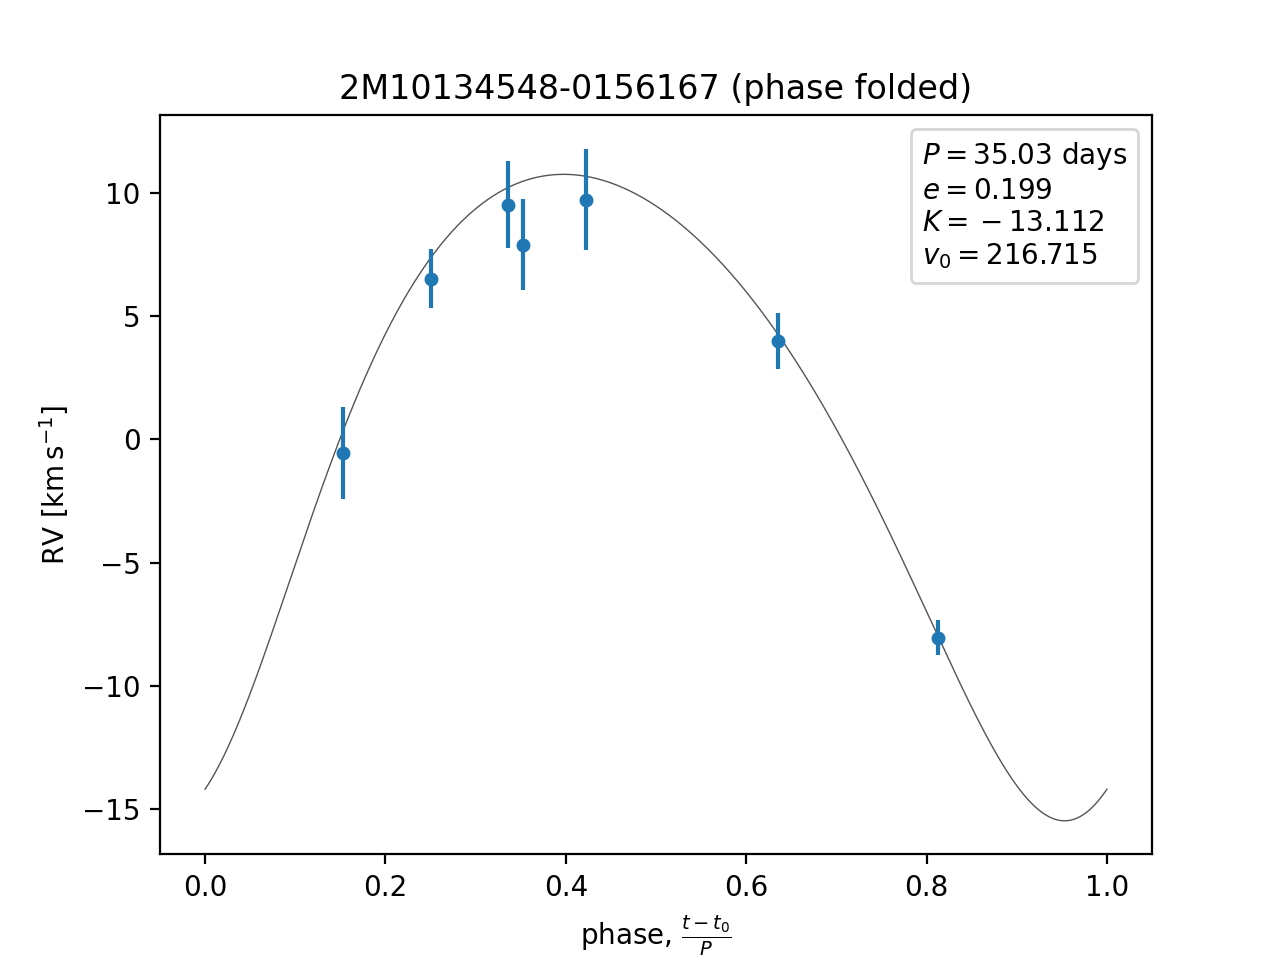 2M10134548-0156167 (phase folded)
P = 35.03 days
e = 0.199
K = −13.112
v₀ = 216.715
RV [km s⁻¹]
10
5
0
−5
−10
−15
0.0 0.2 0.4 0.6 0.8 1.0
phase, (t − t₀)/P